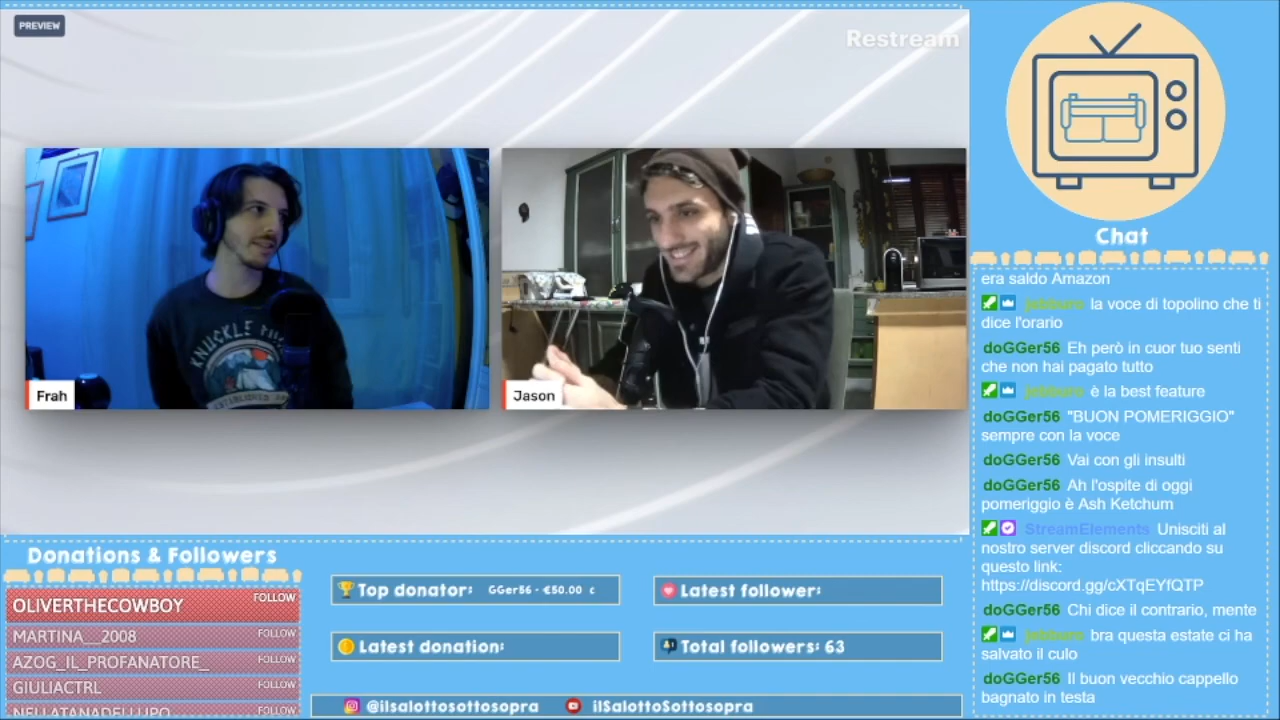 PREVIEW
Restream
KNUCKLE
ESTABLISHED
Frah
Jason
Chat
era saldo Amazon
jebburo la voce di topolino che ti
dice l'orario
doGGer56 Eh però in cuor tuo senti
che non hai pagato tutto
è la best feature
doGGer56 "BUON POMERIGGIO"
sempre con la voce
doGGer56 Vai con gli insulti
doGGer56 Ah l'ospite di oggi
pomeriggio è Ash Ketchum
StreamElements Unisciti al
nostro server discord cliccando su
questo link:
https://discord.gg/cXTqEYfQTP
doGGer56 Chi dice il contrario, mente
bra questa estate ci ha
salvato il culo
doGGer56 Il buon vecchio cappello
bagnato in testa
Donations & Followers
OLIVERTHECOWBOY FOLLOW
MARTINA__2008 FOLLOW
AZOG_IL_PROFANATORE_ FOLLOW
GIULIACTRL FOLLOW
NELLATANADELLUPO FOLLOW
Top donator: GGer56 - €50.00 c
Latest follower:
Latest donation:
Total followers: 63
@ilsalottosottosopra
ilSalottoSottosopra